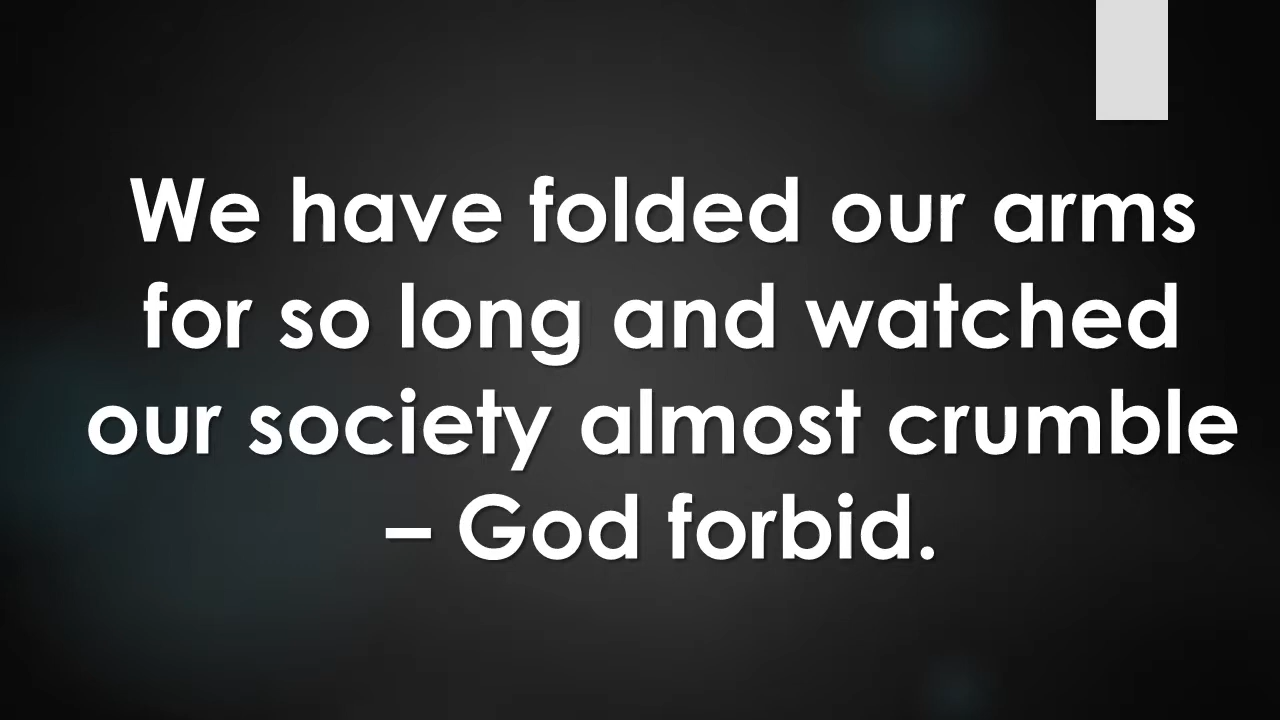 We have folded our arms
for so long and watched
our society almost crumble
– God forbid.